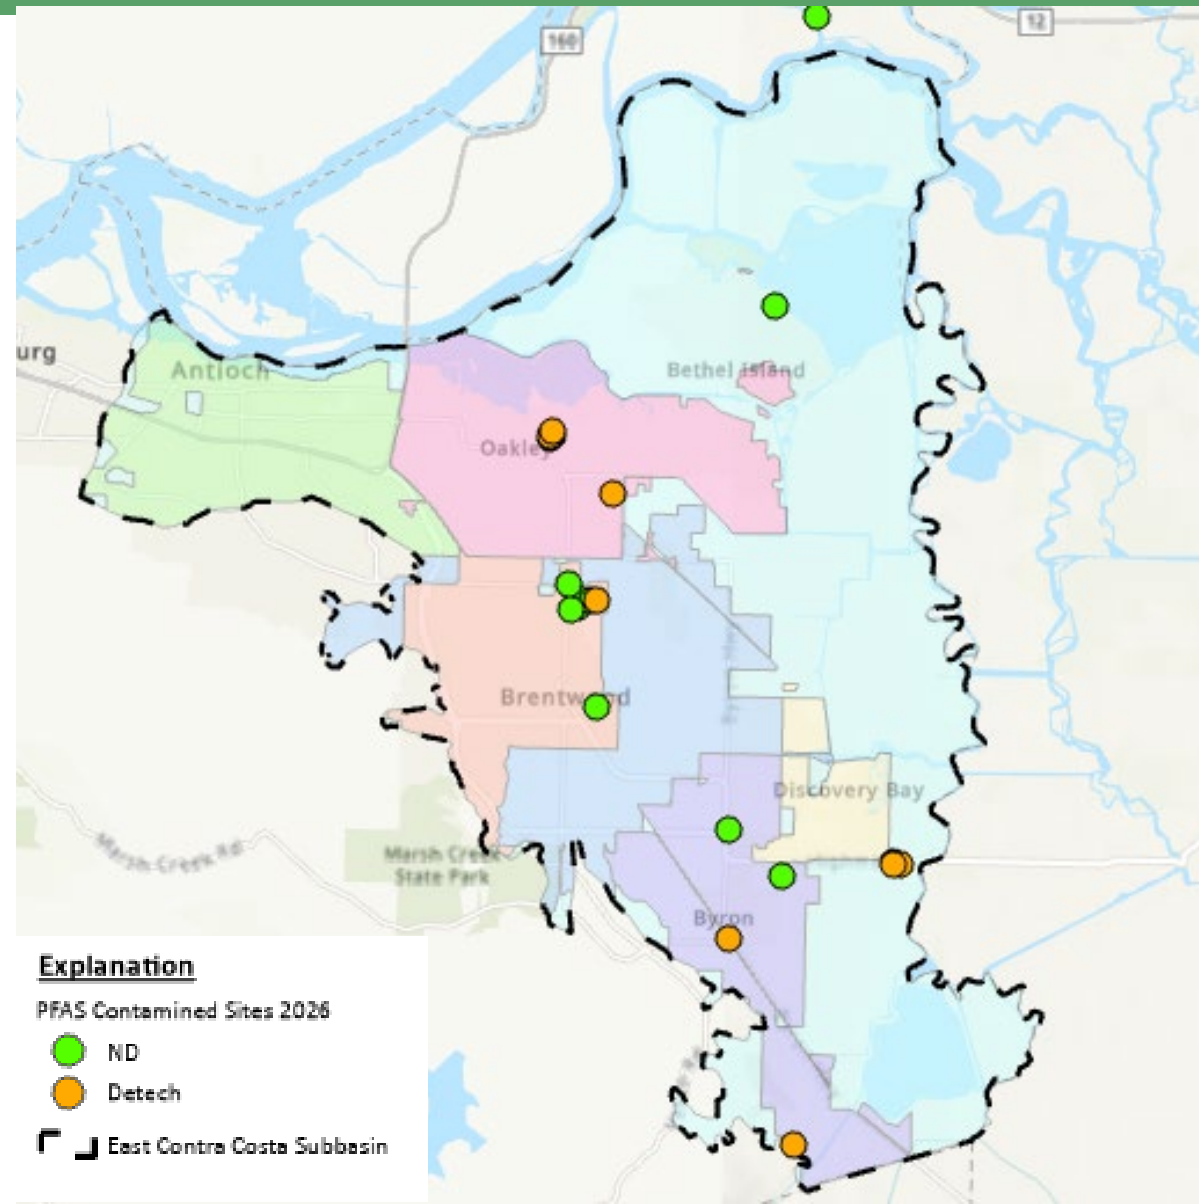 160
12
urg
Antioch
Bethel Island
Oakley
Brentwood
Discovery Bay
Marsh Creek Rd
Marsh Creek
State Park
Byron
Explanation
PFAS Contamined Sites 2026
ND
Detech
East Contra Costa Subbasin